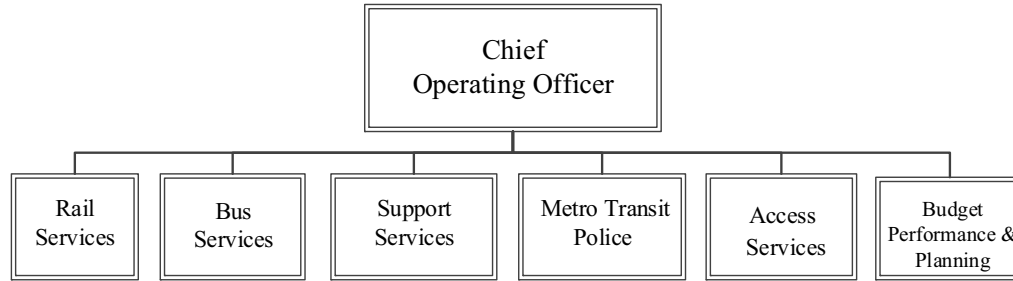 Chief
Operating Officer
Rail
Services
Bus
Services
Support
Services
Metro Transit
Police
Access
Services
Budget
Performance &
Planning